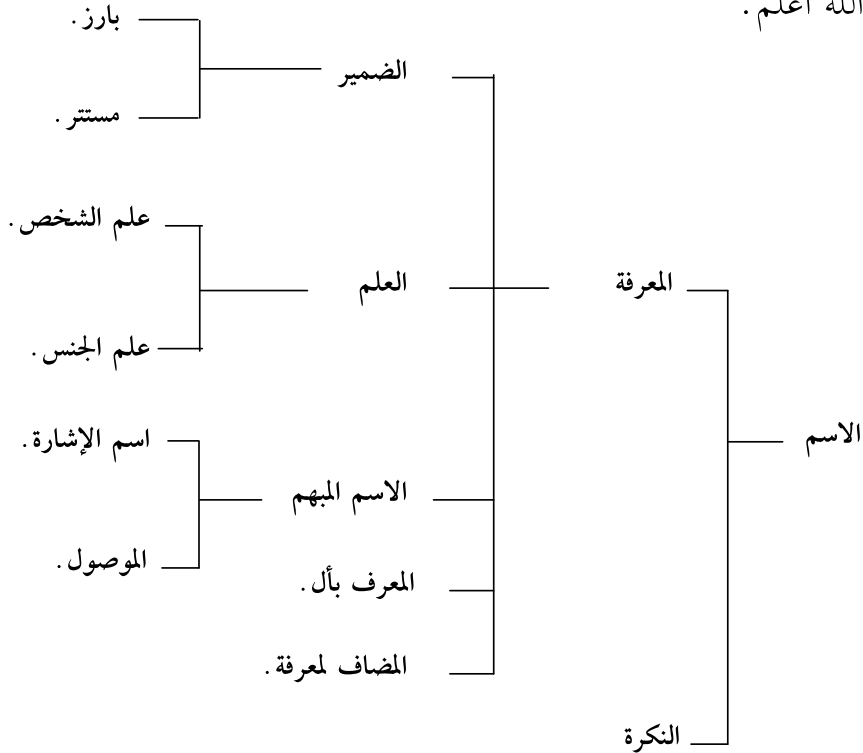 الله أعلم .
بارز .
الضمير
مستتر .
علم الشخص .
العلم
المعرفة
علم الجنس .
الاسم
اسم الإشارة .
الاسم المبهم
الموصول .
المعرف بأل .
المضاف لمعرفة .
النكرة